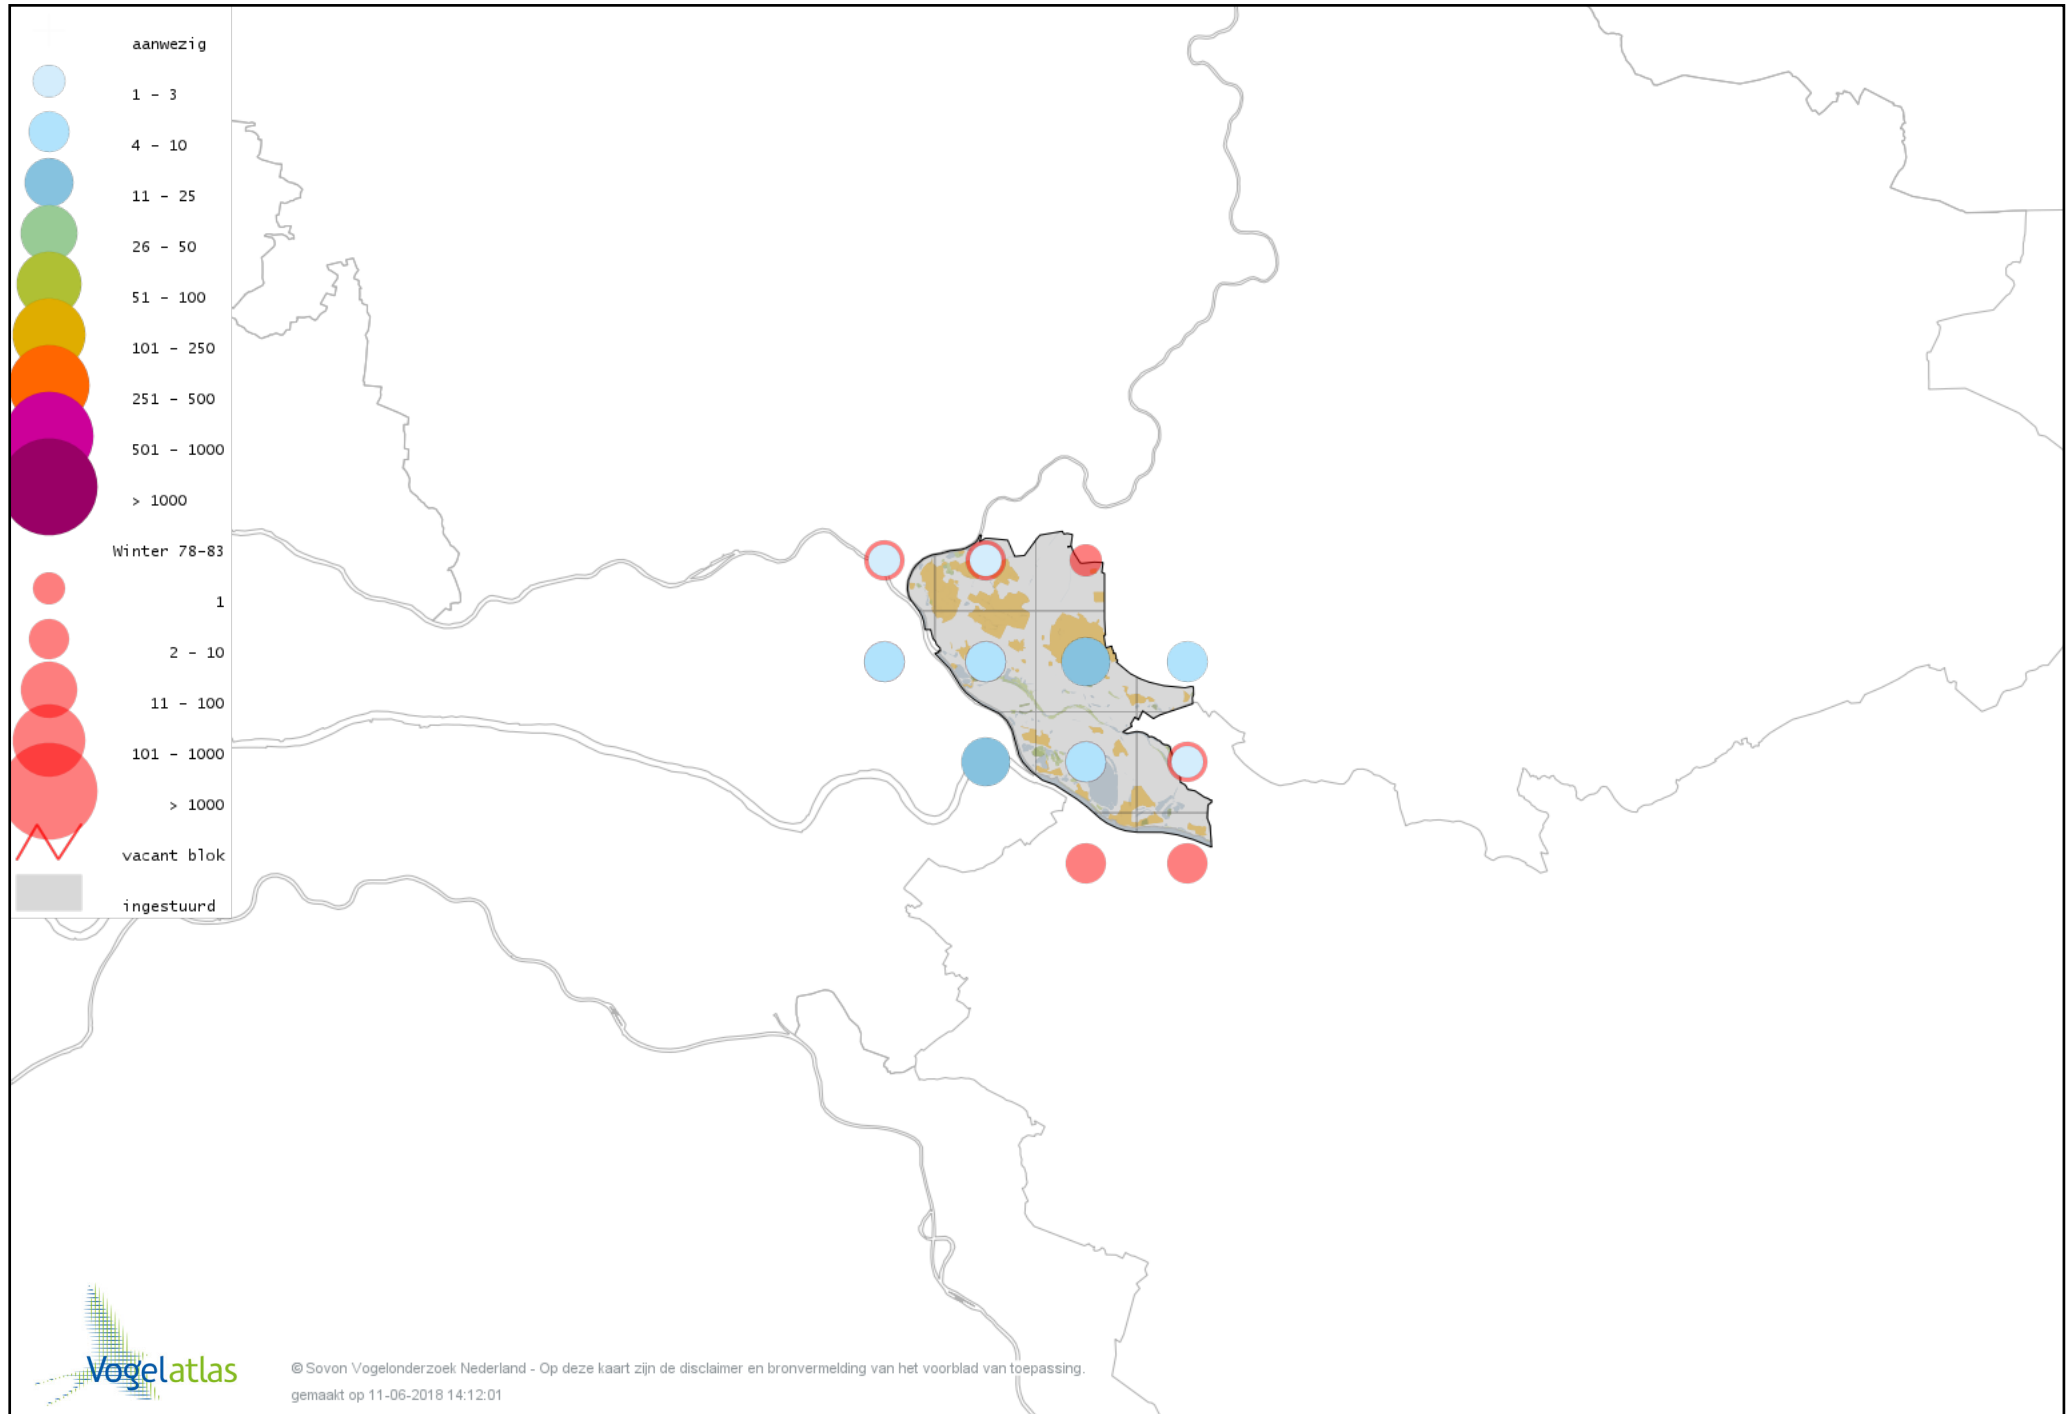 aanwezig
1 - 3
4 - 10
11 - 25
26 - 50
51 - 100
101 - 250
251 - 500
501 - 1000
> 1000
Winter 78-83
1
2 - 10
11 - 100
101 - 1000
> 1000
vacant blok
ingestuurd
Vogelatlas
© Sovon Vogelonderzoek Nederland - Op deze kaart zijn de disclaimer en bronvermelding van het voorblad van toepassing.
gemaakt op 11-06-2018 14:12:01